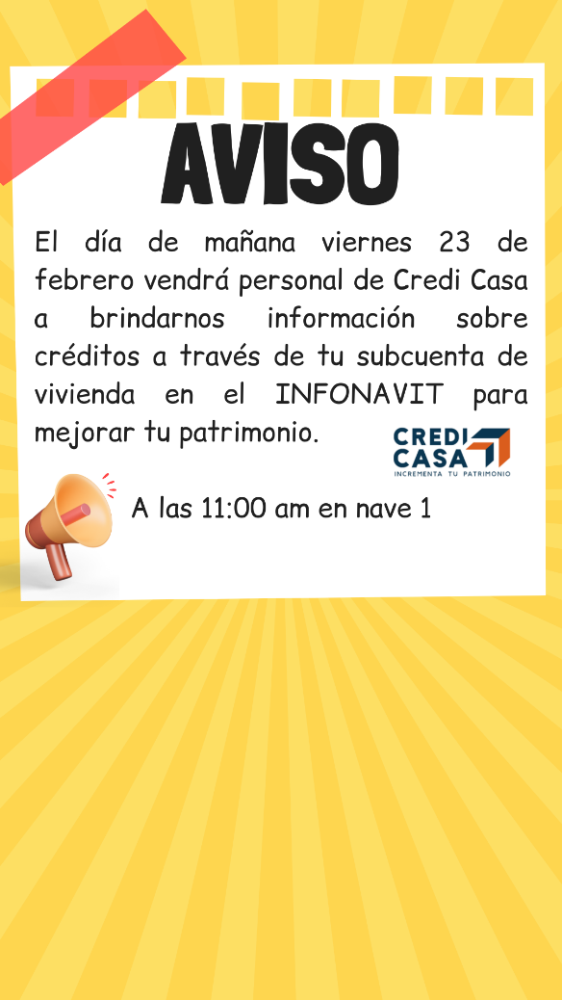 AVISO
El día de mañana viernes 23 de
febrero vendrá personal de Credi Casa
a brindarnos información sobre
créditos a través de tu subcuenta de
vivienda en el INFONAVIT para
mejorar tu patrimonio.
CREDI
CASA
INCREMENTA TU PATRIMONIO
A las 11:00 am en nave 1